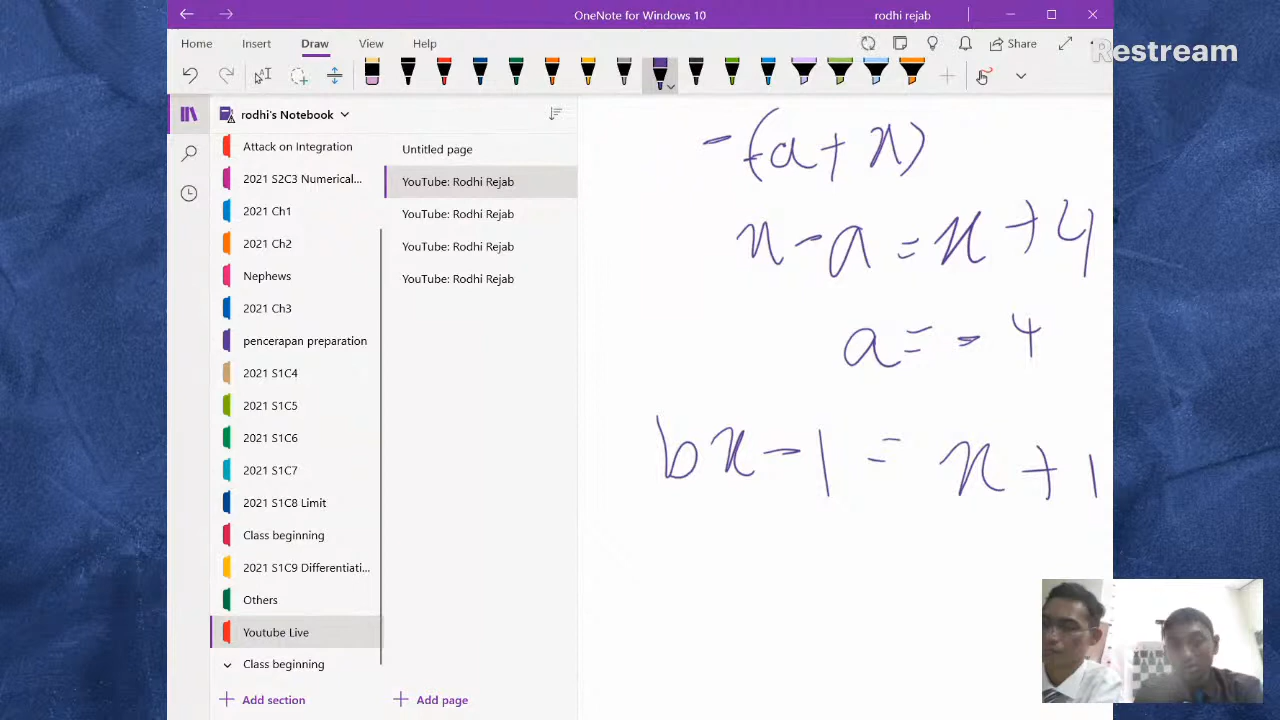 OneNote for Windows 10
rodhi rejab
Home Insert Draw View Help
Share
Restream
rodhi's Notebook
Attack on Integration
2021 S2C3 Numerical...
2021 Ch1
2021 Ch2
Nephews
2021 Ch3
penetapan preparation
2021 S1C4
2021 S1C5
2021 S1C6
2021 S1C7
2021 S1C8 Limit
Class beginning
2021 S1C9 Differentiati...
Others
Youtube Live
Class beginning
Add section
Untitled page
YouTube: Rodhi Rejab
YouTube: Rodhi Rejab
YouTube: Rodhi Rejab
YouTube: Rodhi Rejab
Add page
-(a+x)
x-a=x+4
a=-4
bx-1=x+1